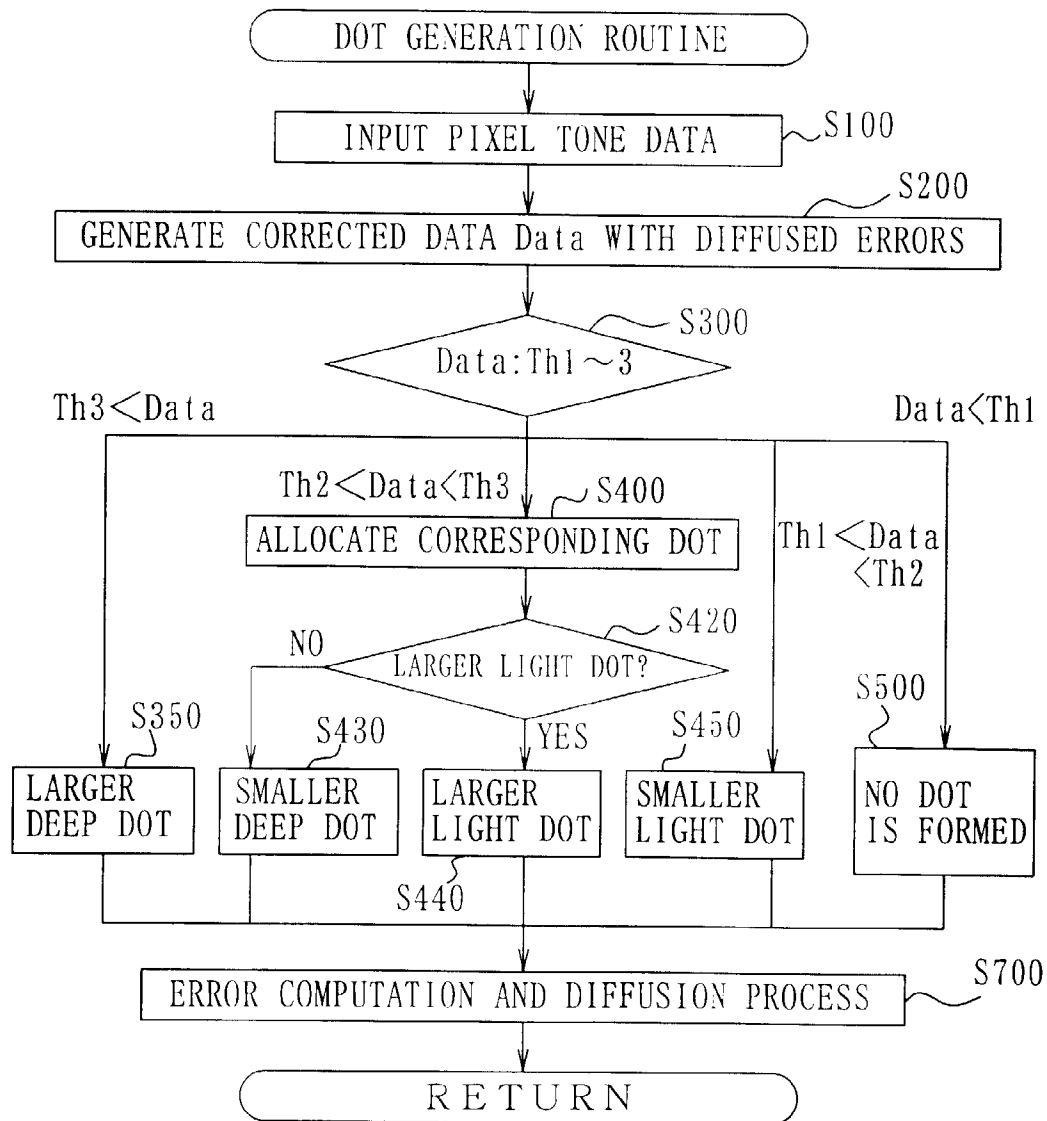 DOT GENERATION ROUTINE
S100
INPUT PIXEL TONE DATA
S200
GENERATE CORRECTED DATA Data WITH DIFFUSED ERRORS
S300
Data:Th1～3
Th3<Data
Data<Th1
Th2<Data<Th3
S400
ALLOCATE CORRESPONDING DOT
Th1<Data
<Th2
S420
NO
LARGER LIGHT DOT?
YES
S350
S430
S450
S500
LARGER
DEEP DOT
SMALLER
DEEP DOT
LARGER
LIGHT DOT
SMALLER
LIGHT DOT
NO DOT
IS FORMED
S440
S700
ERROR COMPUTATION AND DIFFUSION PROCESS
RETURN